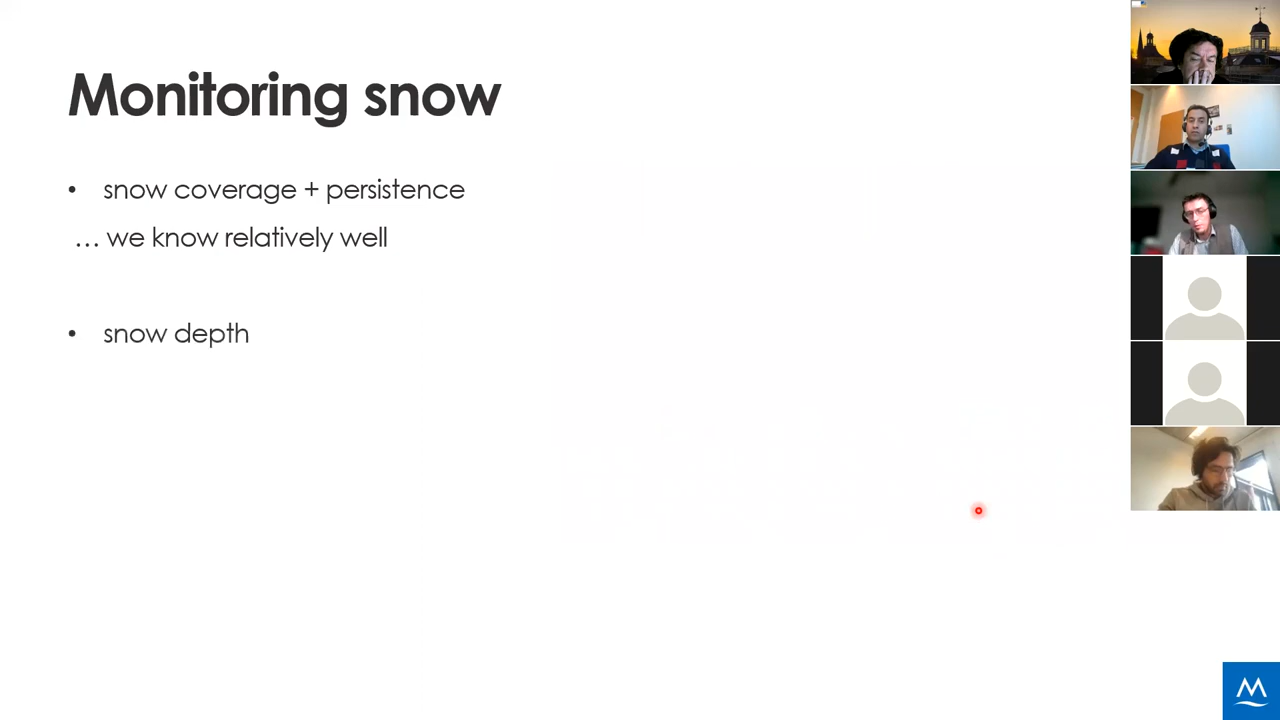 Monitoring snow
• snow coverage + persistence
… we know relatively well
• snow depth